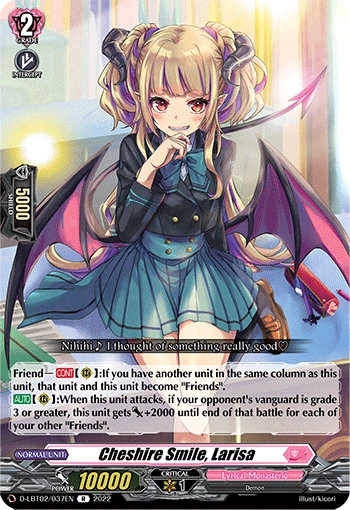 2
GRADE
INTERCEPT
5000
SHIELD
Nihihi♪ I thought of something really good♡
Friend — CONT【 】:If you have another unit in the same column as this
unit, that unit and this unit become "Friends".
AUTO【 】:When this unit attacks, if your opponent's vanguard is grade
3 or greater, this unit gets +2000 until end of that battle for each of
your other "Friends".
NORMAL UNIT
Cheshire Smile, Larisa
Lyrical Monasterio
POWER 10000
CRITICAL
1
Demon
D-LBT02/037EN R 2022
illust/kicori